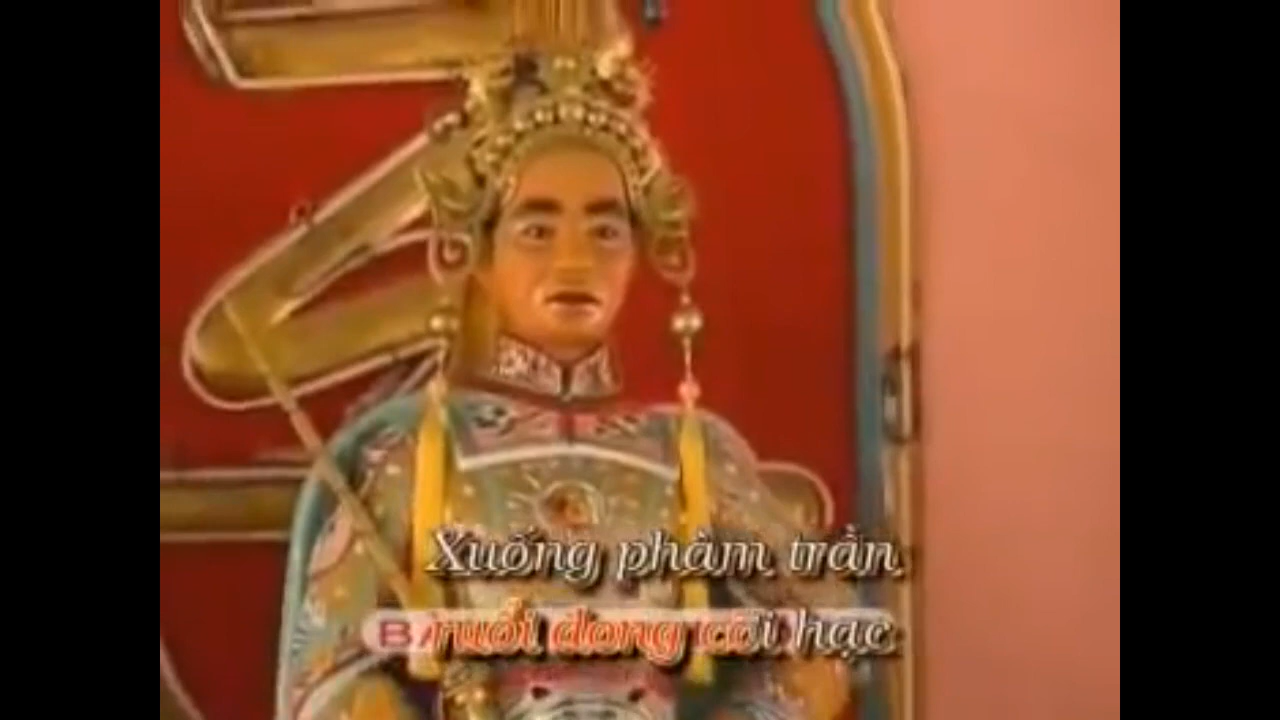 Xuống phàm trần
ruổi dong cỡi hạc